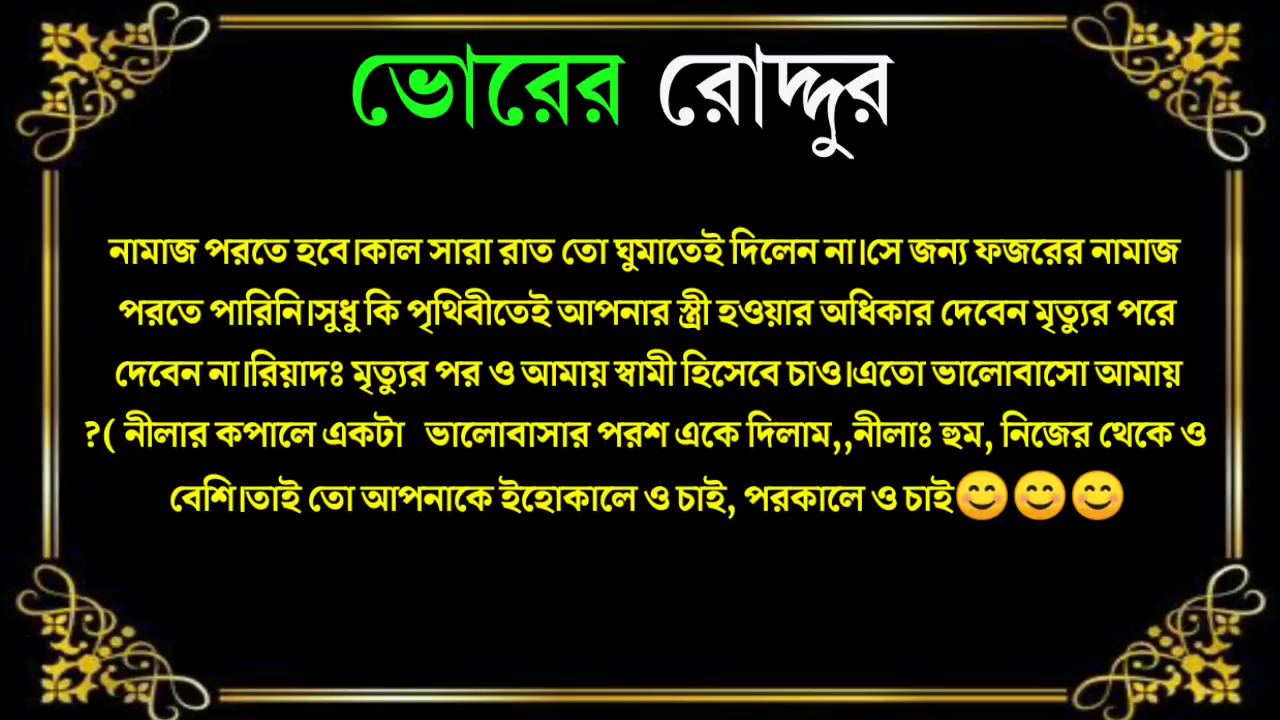 ভোরের রোদ্দুর
নামাজ পরতে হবে।কাল সারা রাত তো ঘুমাতেই দিলেন না।সে জন্য ফজরের নামাজ
পরতে পারিনি।সুধু কি পৃথিবীতেই আপনার স্ত্রী হওয়ার অধিকার দেবেন মৃত্যুর পরে
দেবেন না।রিয়াদঃ মৃত্যুর পর ও আমায় স্বামী হিসেবে চাও।এতো ভালোবাসো আমায়
?( নীলার কপালে একটা ভালোবাসার পরশ একে দিলাম,,নীলাঃ হুম, নিজের থেকে ও
বেশি।তাই তো আপনাকে ইহোকালে ও চাই, পরকালে ও চাই😊😊😊